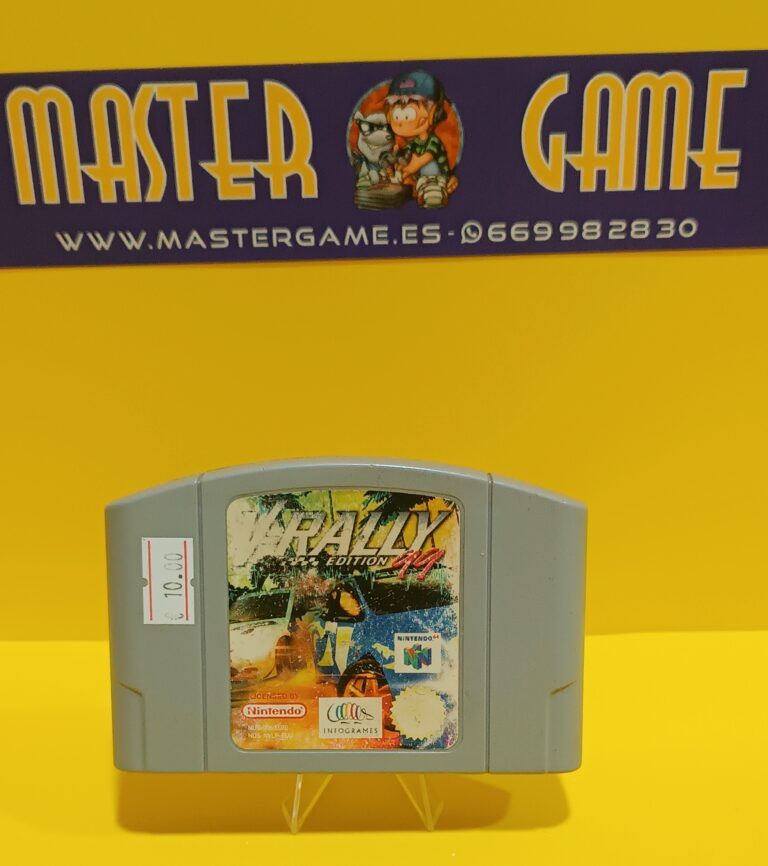 MASTER GAME
WWW.MASTERGAME.ES - 669982830
€ 10.00
V-RALLY
EDITION 99
NINTENDO 64
LICENSED BY
Nintendo
INFOGRAMES